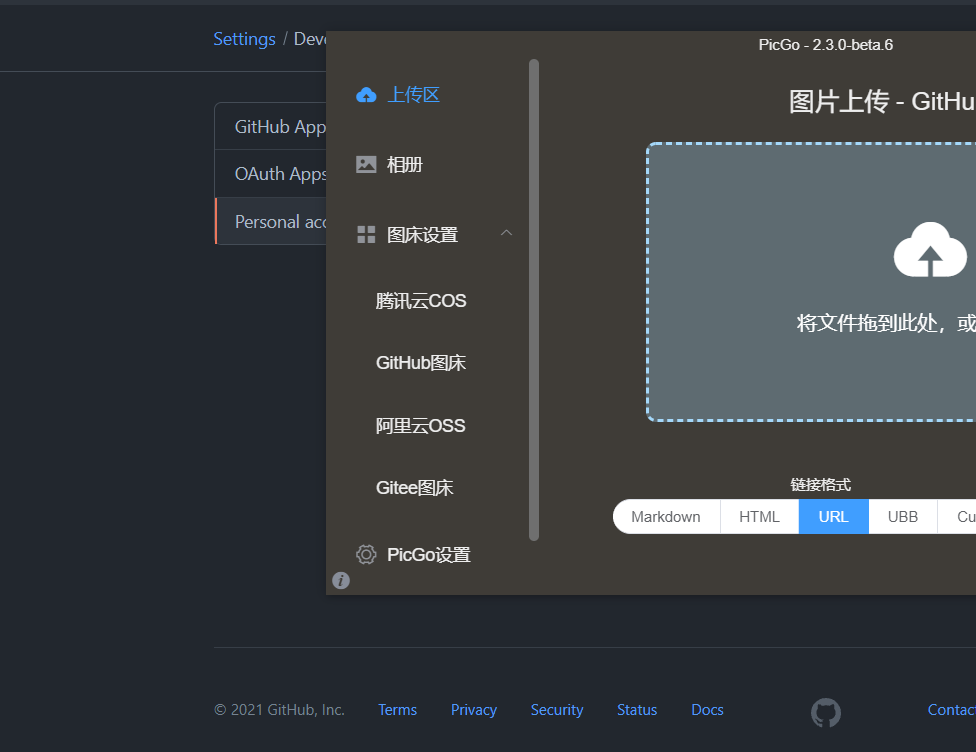 Settings / Deve
PicGo - 2.3.0-beta.6
上传区
图片上传 - GitHu
GitHub App
相册
OAuth Apps
Personal acc
图床设置
腾讯云COS
将文件拖到此处，或
GitHub图床
阿里云OSS
Gitee图床
链接格式
Markdown HTML URL UBB Cu
PicGo设置
© 2021 GitHub, Inc. Terms Privacy Security Status Docs Contact